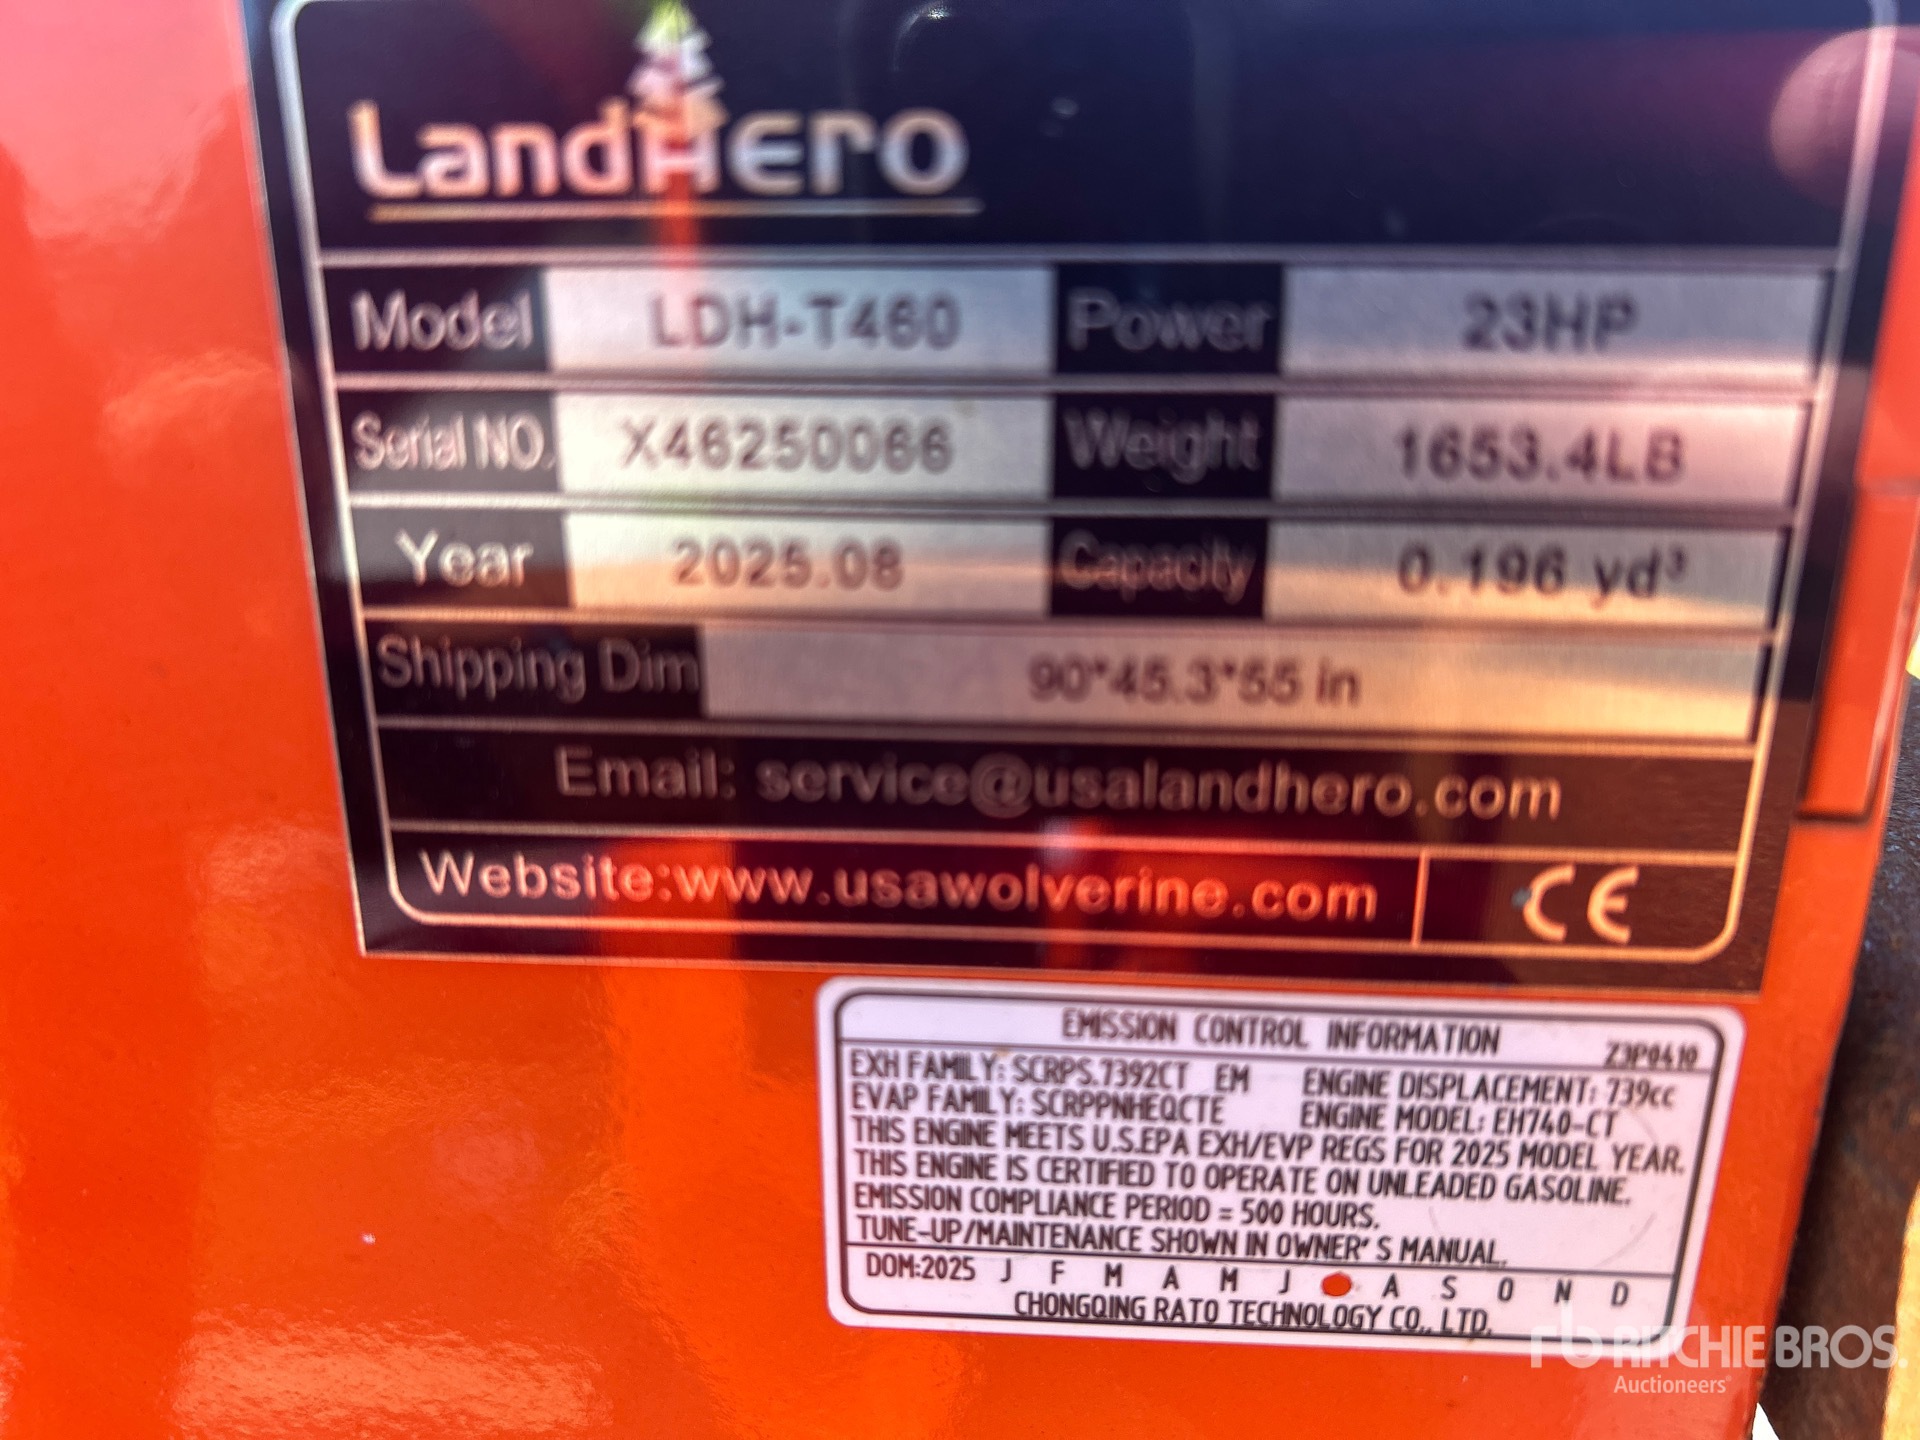 LandHero
Model LDH-T460 Power 23HP
Serial NO. X46250066 Weight 1653.4LB
Year 2025.08 Capacity 0.196 yd³
Shipping Dim 90*45.3*55 in
Email: service@usalandhero.com
Website:www.usawolverine.com CE
EMISSION CONTROL INFORMATION Z3P0410
EXH FAMILY: SCRPS.7392CT EM ENGINE DISPLACEMENT: 739cc
EVAP FAMILY: SCRPPNHEQCTE ENGINE MODEL: EH740-CT
THIS ENGINE MEETS U.S.EPA EXH/EVP REGS FOR 2025 MODEL YEAR.
THIS ENGINE IS CERTIFIED TO OPERATE ON UNLEADED GASOLINE.
EMISSION COMPLIANCE PERIOD = 500 HOURS.
TUNE-UP/MAINTENANCE SHOWN IN OWNER' S MANUAL.
DOM:2025 J F M A M J A S O N D
CHONGQING RATO TECHNOLOGY CO., LTD.
rb RITCHIE BROS.
Auctioneers